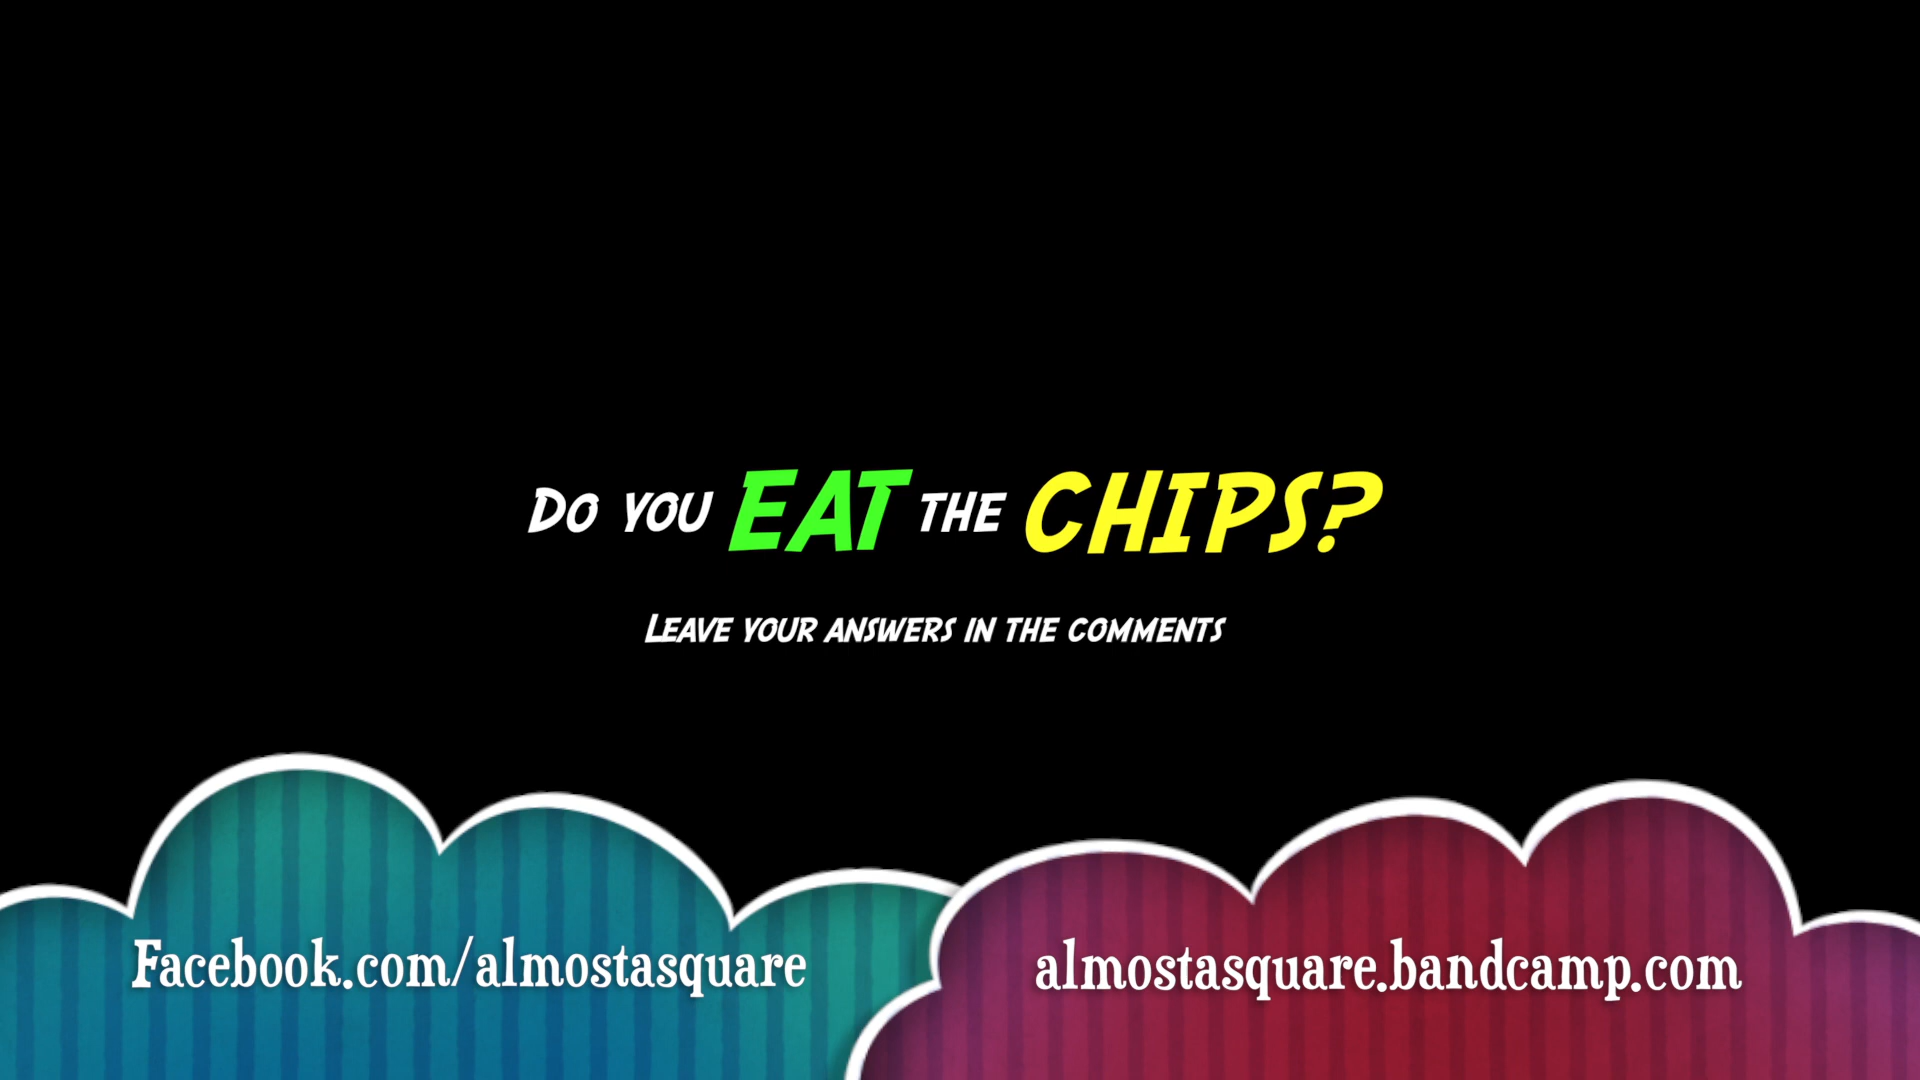 Do you EAT the CHIPS?
Leave your answers in the comments
Facebook.com/almostasquare
almostasquare.bandcamp.com